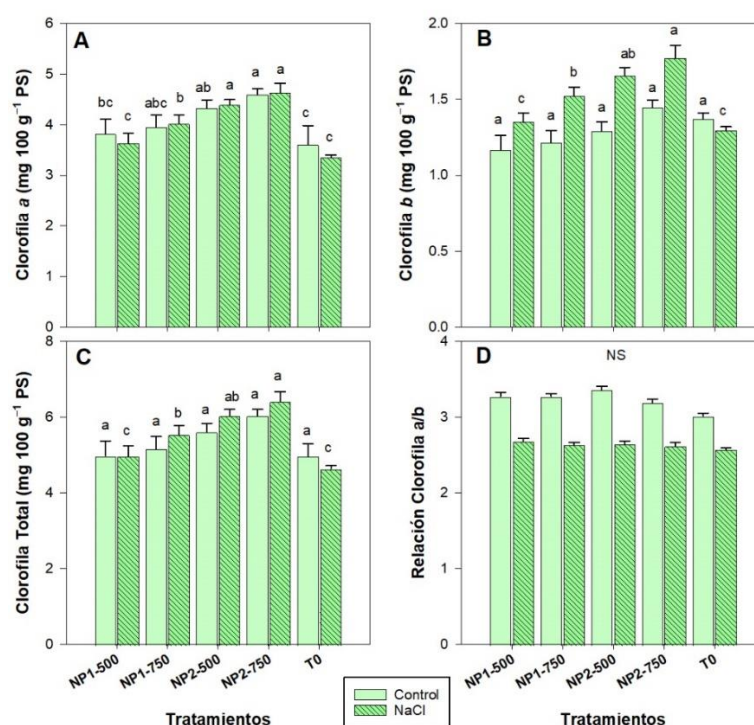 A
Clorofila a (mg 100 g⁻¹ PS)
6
5
4
3
2
1
0
bc c abc b ab a a a c c
B
Clorofila b (mg 100 g⁻¹ PS)
2.0
1.5
1.0
0.5
0.0
a c a b a ab a a a c
C
Clorofila Total (mg 100 g⁻¹ PS)
8
6
4
2
0
a c a b a ab a a a c
NP1-500 NP1-750 NP2-500 NP2-750 T0
Tratamientos
D
NS
Relación Clorofila a/b
4
3
2
1
0
NP1-500 NP1-750 NP2-500 NP2-750 T0
Tratamientos
Control
NaCl